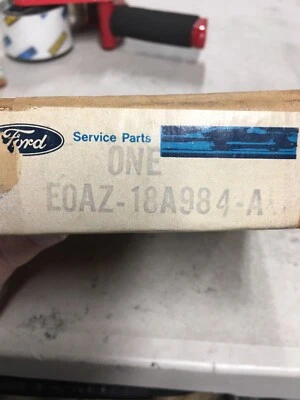 Ford
Service Parts
ONE
E0AZ-18A984-A